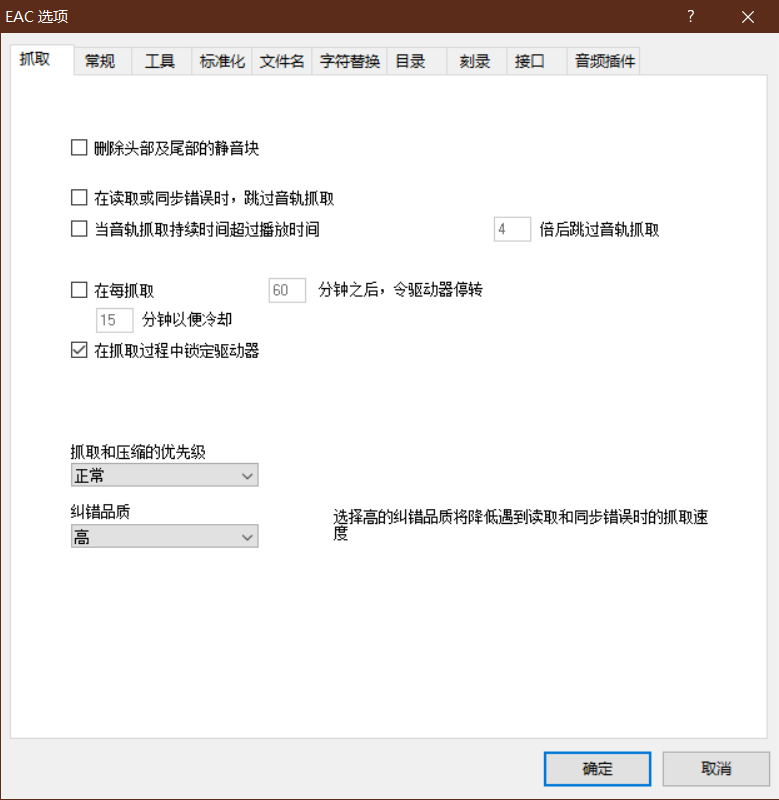 EAC 选项
抓取 常规 工具 标准化 文件名 字符替换 目录 刻录 接口 音频插件
删除头部及尾部的静音块
在读取或同步错误时，跳过音轨抓取
当音轨抓取持续时间超过播放时间 4 倍后跳过音轨抓取
在每抓取 60 分钟之后，令驱动器停转
15 分钟以便冷却
在抓取过程中锁定驱动器
抓取和压缩的优先级
正常
纠错品质
高
选择高的纠错品质将降低遇到读取和同步错误时的抓取速
度
确定 取消